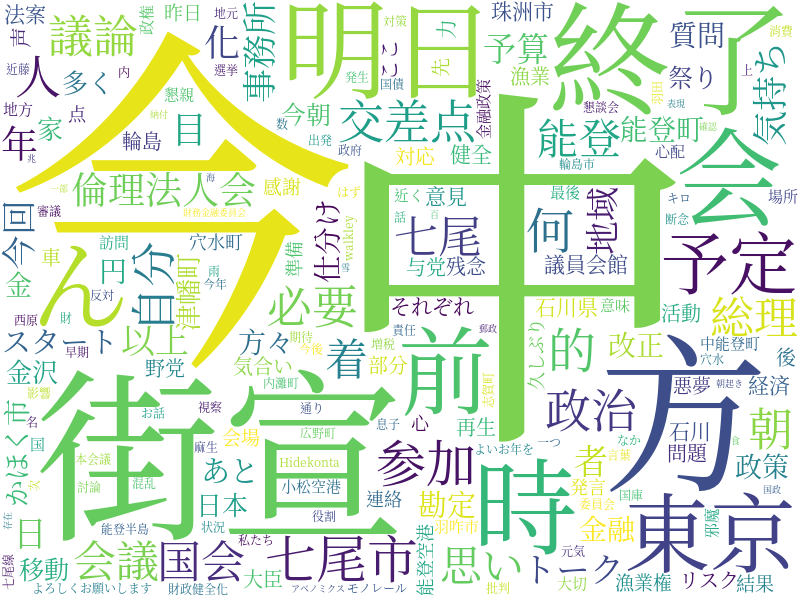 法案
政権
昨日
地元
対策
国債
先
力
珠洲市
予算
漁業
質問
祭り
消費
上
気持ち
声
議論
化
事務所
明日
終了
近藤
内
選挙
発生
人
多く
懇親
今
中
地方
点
今朝
交差点
金融政策
能登
能登町
会
年
家
輪島
目
数
出発
政府
対応
健全
懇談会
表現
確認
輪島市
心配
兆
海
納付
一部
倫理法人会
感謝
はず
近く
意見
最後
キロ
場所
財務金融委員会
話
百
断念
今回
審議
訪問
穴水町
準備
仕分け
walkley
雪
七尾
何
地域
予定
ん
車
雨
今年
自分
津幡町
与党
残念
議員会館
金
円
反対
必要
それぞれ
石川県
意味
活動
総理
西原
財
スタート
早期
以上
方々
期待
今後
増税
責任
前
郵政
久しぶり
的
改正
中能登町
後
金沢
野党
気合い
着
部分
志賀町
穴水
朝起き
影響
名
街宣
内灘町
通り
時
方
悪夢
経済
かほく市
国
お話
視察
息子
心
再生
よいお年を
一つ
政治
石川
朝
食
本会議
麻生
会場
広野町
参加
者
なか
言葉
問題
政策
欠
討論
混乱
あと
Hidekonta
小松空港
連絡
勘定
羽咋市
発言
委員会
国庫
国政
日
存在
日本
役割
能登空港
思い
金融
東京
邪魔
能登半島
状況
私たち
七尾線
移動
会議
国会
大臣
七尾市
トーク
元気
漁業権
リスク
結果
よろしくお願いします
財政健全化
アベノミクス
モノレール
批判
大切